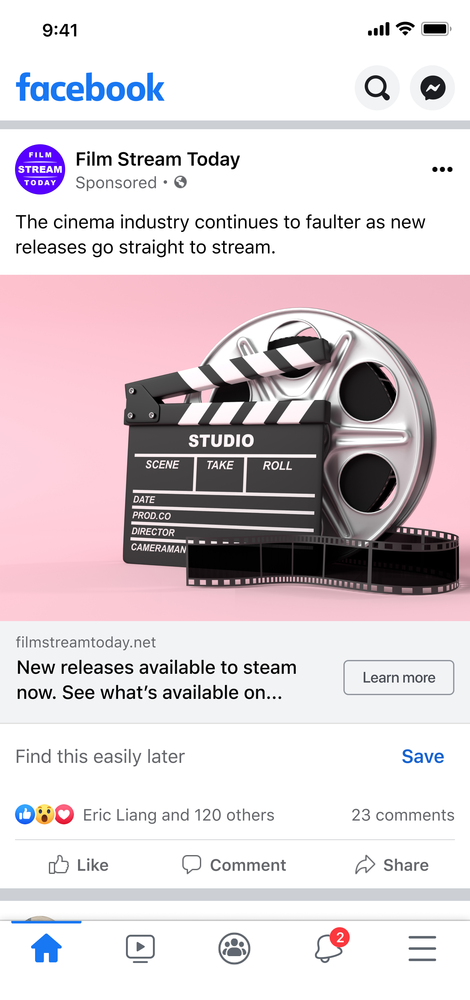 9:41
facebook
FILM
STREAM
TODAY
Film Stream Today
Sponsored •
The cinema industry continues to faulter as new
releases go straight to stream.
STUDIO
SCENE TAKE ROLL
DATE
PROD.CO
DIRECTOR
CAMERAMAN
filmstreamtoday.net
New releases available to steam
now. See what’s available on...
Learn more
Find this easily later
Save
Eric Liang and 120 others
23 comments
Like
Comment
Share
2